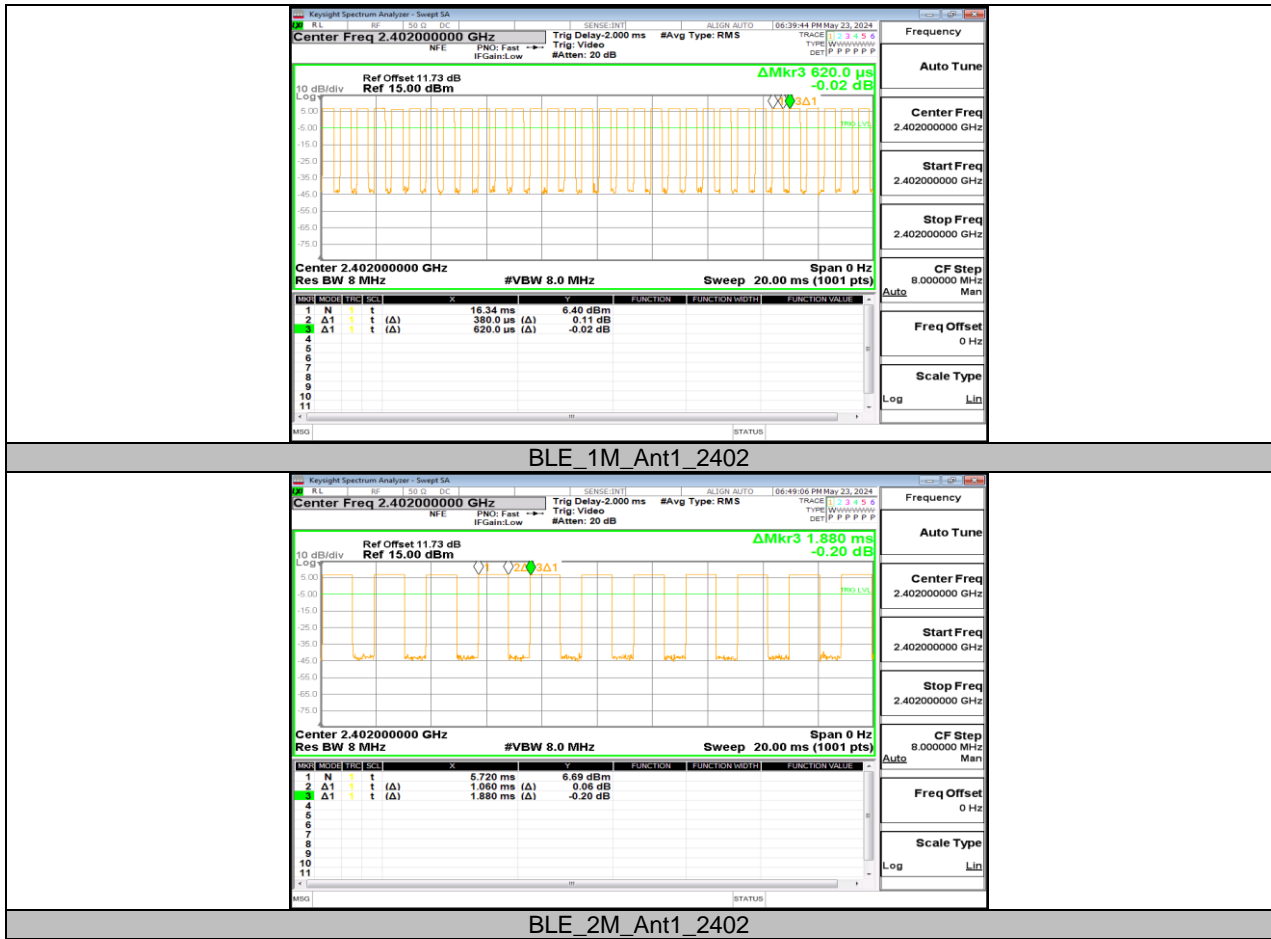 Keysight Spectrum Analyzer - Swept SA
RL RF 50 Ω DC SENSE:INT ALIGN AUTO 06:39:44 PM May 23, 2024
Center Freq 2.402000000 GHz Trig Delay-2.000 ms #Avg Type: RMS TRACE 1 2 3 4 5 6
NFE PNO: Fast Trig: Video TYPE WWWWWW
IFGain:Low #Atten: 20 dB DET P P P P P P
Frequency
Auto Tune
ΔMkr3 620.0 µs
-0.02 dB
Ref Offset 11.73 dB
10 dB/div Ref 15.00 dBm
Log
1 3Δ1
5.00
TRIG LVL
-5.00
-15.0
-25.0
-35.0
-45.0
-55.0
-65.0
-75.0
Center Freq
2.402000000 GHz
Start Freq
2.402000000 GHz
Stop Freq
2.402000000 GHz
Center 2.402000000 GHz Span 0 Hz
Res BW 8 MHz #VBW 8.0 MHz Sweep 20.00 ms (1001 pts)
CF Step
8.000000 MHz
Auto Man
MKR MODE TRC SCL X Y FUNCTION FUNCTION WIDTH FUNCTION VALUE
1 N 1 t 16.34 ms 6.40 dBm
2 Δ1 1 t (Δ) 380.0 µs (Δ) 0.11 dB
3 Δ1 1 t (Δ) 620.0 µs (Δ) -0.02 dB
4
5
6
7
8
9
10
11
Freq Offset
0 Hz
Scale Type
Log Lin
MSG STATUS
BLE_1M_Ant1_2402
Keysight Spectrum Analyzer - Swept SA
RL RF 50 Ω DC SENSE:INT ALIGN AUTO 06:49:06 PM May 23, 2024
Center Freq 2.402000000 GHz Trig Delay-2.000 ms #Avg Type: RMS TRACE 1 2 3 4 5 6
NFE PNO: Fast Trig: Video TYPE WWWWWW
IFGain:Low #Atten: 20 dB DET P P P P P P
Frequency
Auto Tune
ΔMkr3 1.880 ms
-0.20 dB
Ref Offset 11.73 dB
10 dB/div Ref 15.00 dBm
Log
1 2Δ 3Δ1
5.00
TRIG LVL
-5.00
-15.0
-25.0
-35.0
-45.0
-55.0
-65.0
-75.0
Center Freq
2.402000000 GHz
Start Freq
2.402000000 GHz
Stop Freq
2.402000000 GHz
Center 2.402000000 GHz Span 0 Hz
Res BW 8 MHz #VBW 8.0 MHz Sweep 20.00 ms (1001 pts)
CF Step
8.000000 MHz
Auto Man
MKR MODE TRC SCL X Y FUNCTION FUNCTION WIDTH FUNCTION VALUE
1 N 1 t 5.720 ms 6.69 dBm
2 Δ1 1 t (Δ) 1.060 ms (Δ) 0.06 dB
3 Δ1 1 t (Δ) 1.880 ms (Δ) -0.20 dB
4
5
6
7
8
9
10
11
Freq Offset
0 Hz
Scale Type
Log Lin
MSG STATUS
BLE_2M_Ant1_2402